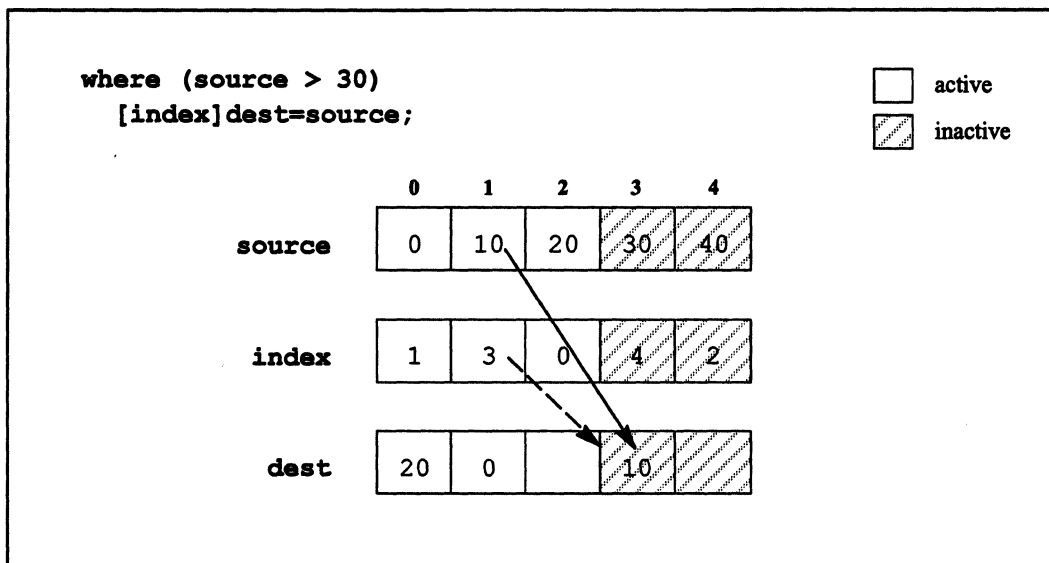 where (source > 30)
active
[index]dest=source;
inactive
0 1 2 3 4
source 0 10 20 30 40
index 1 3 0 4 2
dest 20 0 10